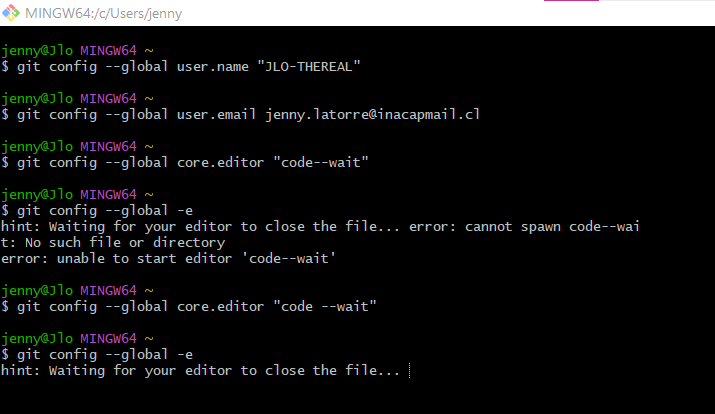 MINGW64:/c/Users/jenny
jenny@Jlo MINGW64 ~
$ git config --global user.name "JLO-THEREAL"
jenny@Jlo MINGW64 ~
$ git config --global user.email jenny.latorre@inacapmail.cl
jenny@Jlo MINGW64 ~
$ git config --global core.editor "code--wait"
jenny@Jlo MINGW64 ~
$ git config --global -e
hint: Waiting for your editor to close the file... error: cannot spawn code--wai
t: No such file or directory
error: unable to start editor 'code--wait'
jenny@Jlo MINGW64 ~
$ git config --global core.editor "code --wait"
jenny@Jlo MINGW64 ~
$ git config --global -e
hint: Waiting for your editor to close the file...